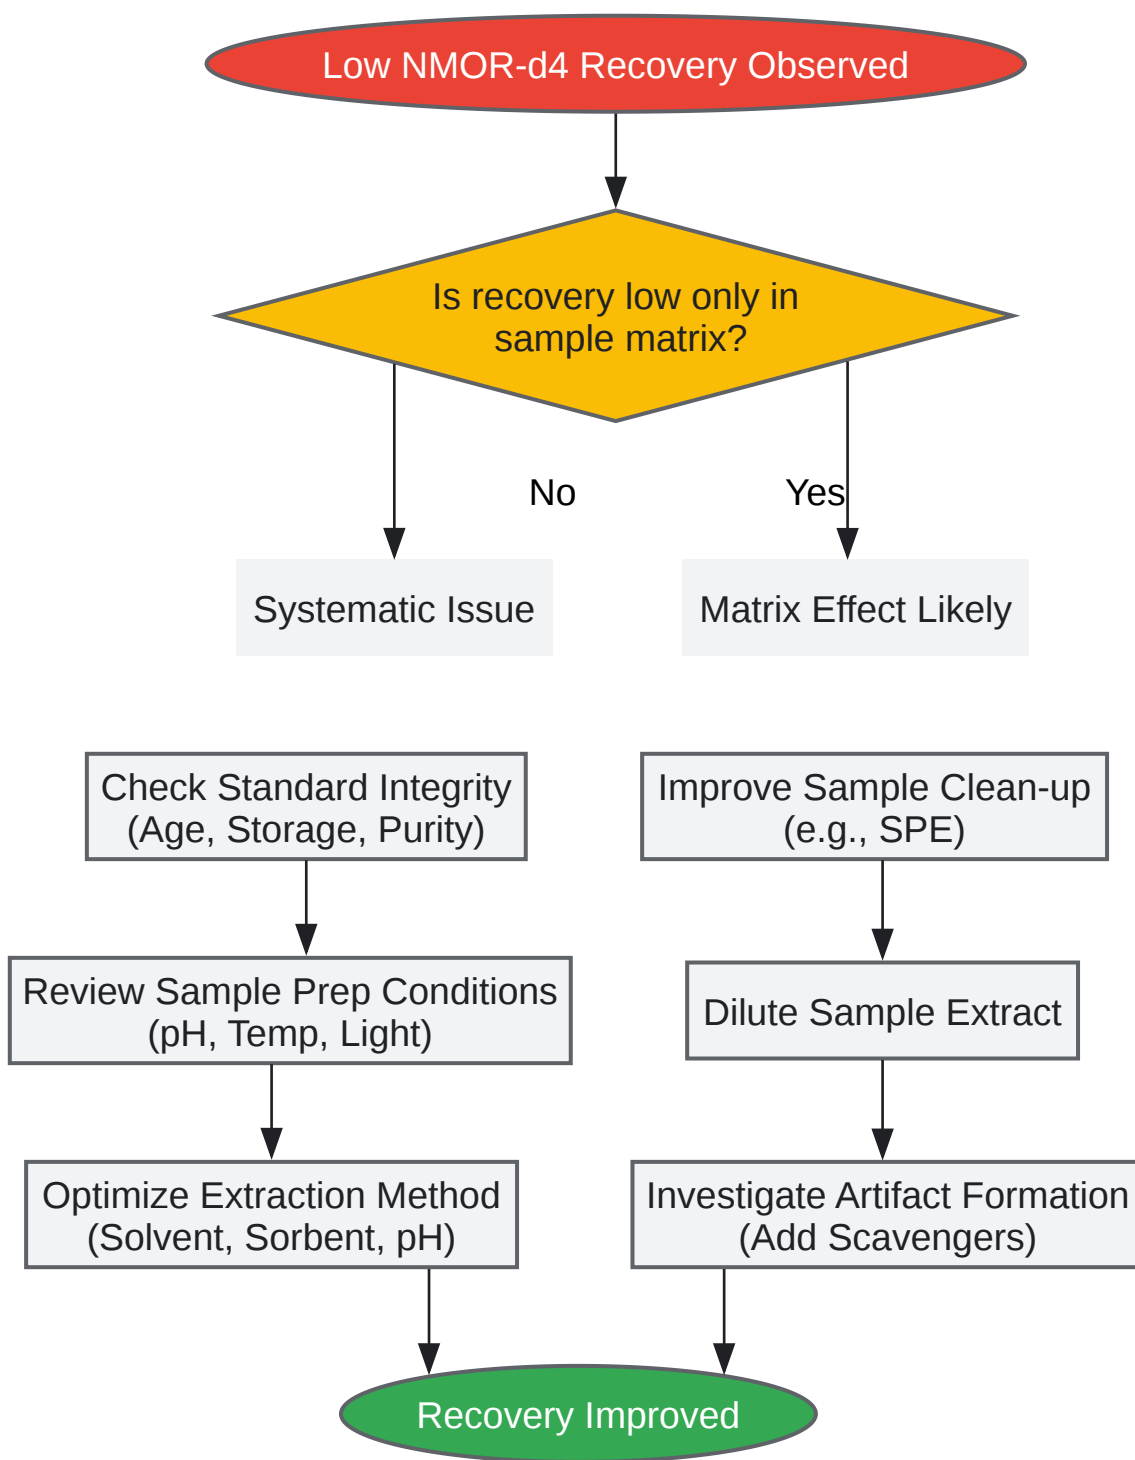 Low NMOR-d4 Recovery Observed
Is recovery low only in
sample matrix?
No
Yes
Systematic Issue
Matrix Effect Likely
Check Standard Integrity
(Age, Storage, Purity)
Improve Sample Clean-up
(e.g., SPE)
Review Sample Prep Conditions
(pH, Temp, Light)
Dilute Sample Extract
Optimize Extraction Method
(Solvent, Sorbent, pH)
Investigate Artifact Formation
(Add Scavengers)
Recovery Improved